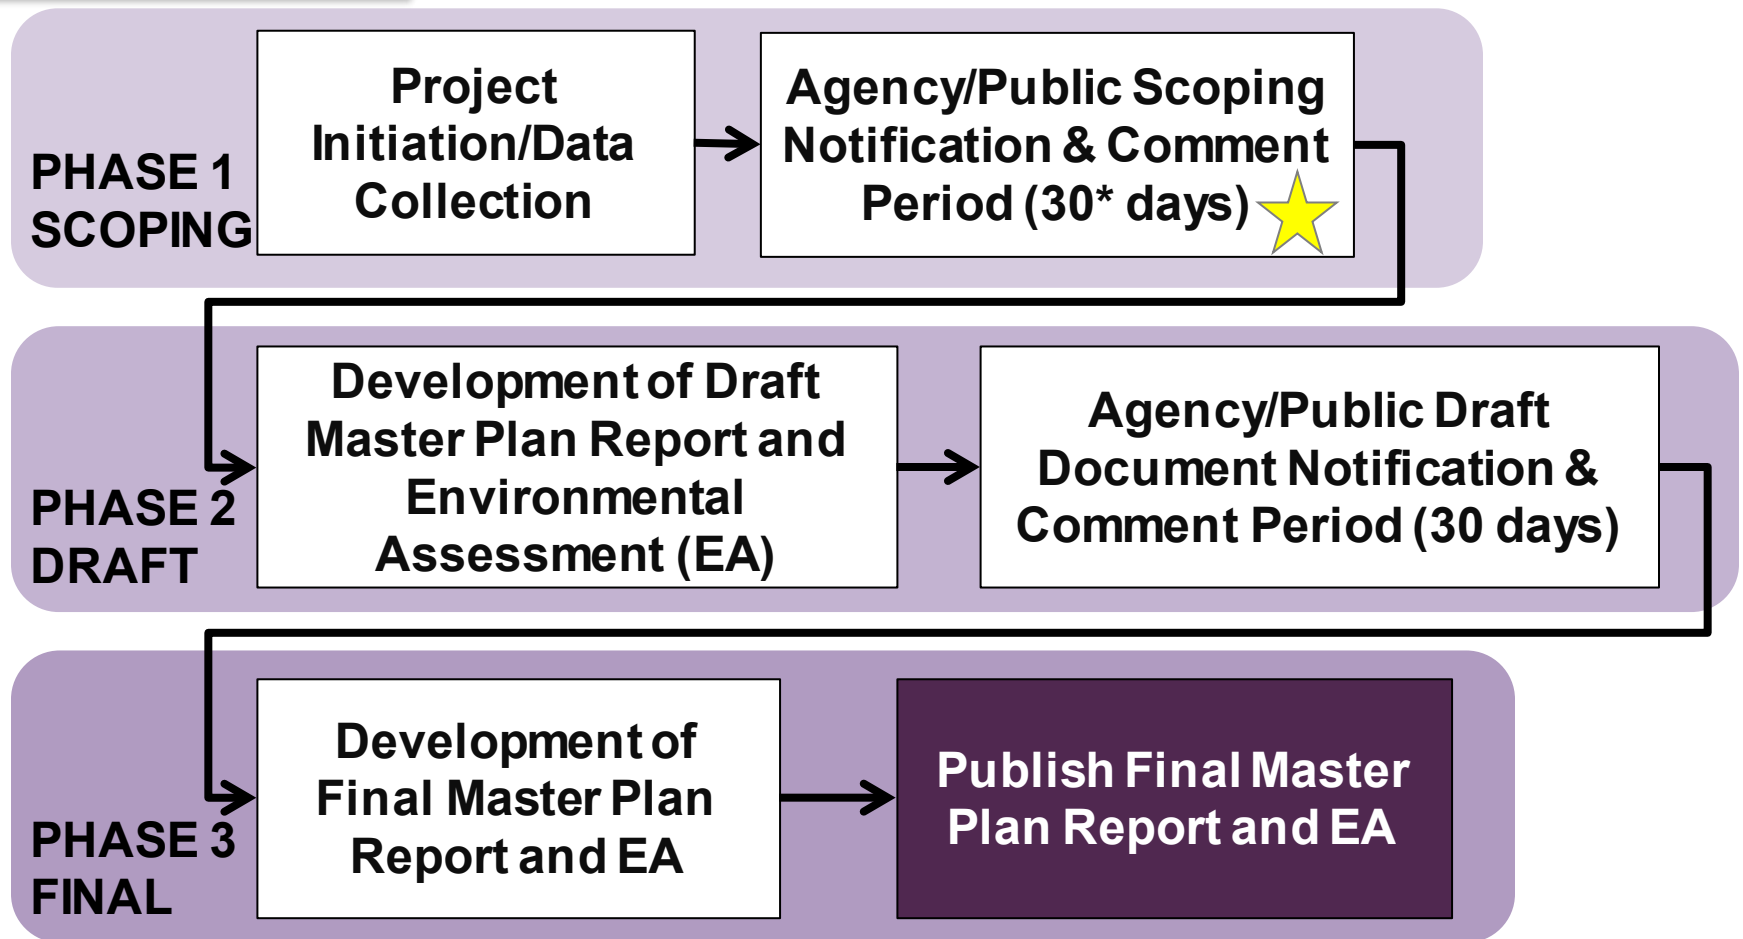 PHASE 1
SCOPING
Project
Initiation/Data
Collection
Agency/Public Scoping
Notification & Comment
Period (30* days)
PHASE 2
DRAFT
Development of Draft
Master Plan Report and
Environmental
Assessment (EA)
Agency/Public Draft
Document Notification &
Comment Period (30 days)
PHASE 3
FINAL
Development of
Final Master Plan
Report and EA
Publish Final Master
Plan Report and EA